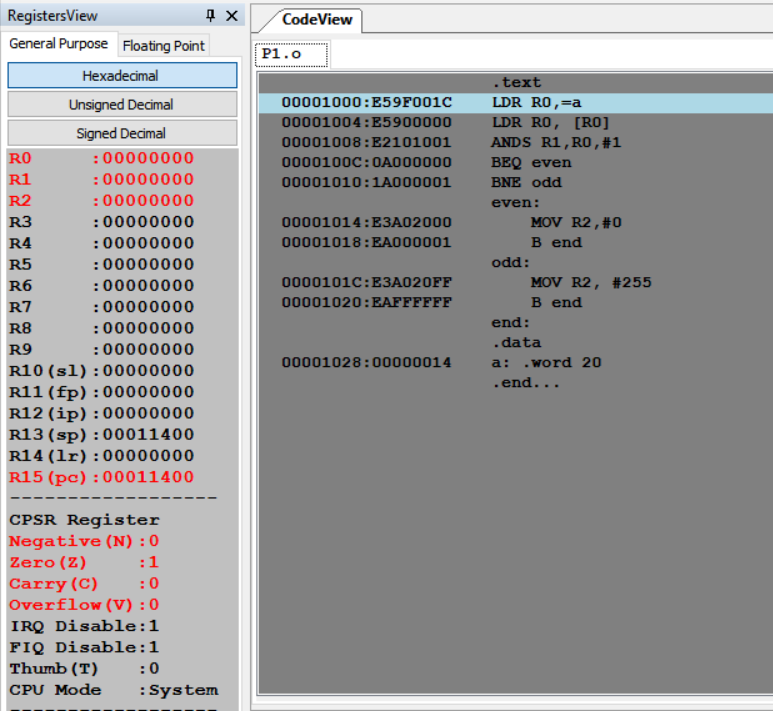 RegistersView
General Purpose Floating Point
Hexadecimal
Unsigned Decimal
Signed Decimal
R0 :00000000
R1 :00000000
R2 :00000000
R3 :00000000
R4 :00000000
R5 :00000000
R6 :00000000
R7 :00000000
R8 :00000000
R9 :00000000
R10(sl):00000000
R11(fp):00000000
R12(ip):00000000
R13(sp):00011400
R14(lr):00000000
R15(pc):00011400
-------------------
CPSR Register
Negative(N):0
Zero(Z) :1
Carry(C) :0
Overflow(V):0
IRQ Disable:1
FIQ Disable:1
Thumb(T) :0
CPU Mode :System
-------------------
CodeView
P1.o
.text
00001000:E59F001C LDR R0,=a
00001004:E5900000 LDR R0, [R0]
00001008:E2101001 ANDS R1,R0,#1
0000100C:0A000000 BEQ even
00001010:1A000001 BNE odd
even:
00001014:E3A02000 MOV R2,#0
00001018:EA000001 B end
odd:
0000101C:E3A020FF MOV R2, #255
00001020:EAFFFFFF B end
end:
.data
00001028:00000014 a: .word 20
.end...